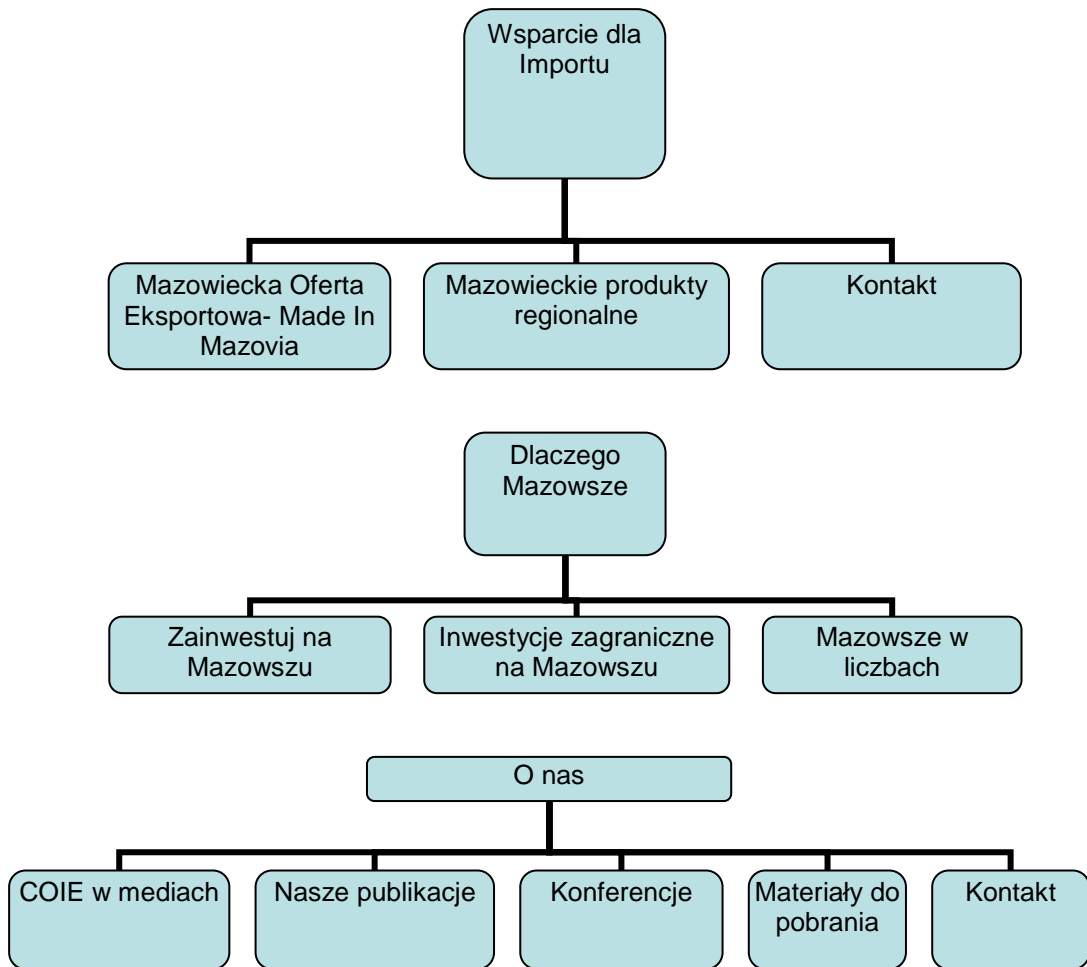 Wsparcie dla
Importu
Mazowiecka Oferta
Eksportowa- Made In
Mazovia
Mazowieckie produkty
regionalne
Kontakt
Dlaczego
Mazowsze
Zainwestuj na
Mazowszu
Inwestycje zagraniczne
na Mazowszu
Mazowsze w
liczbach
O nas
COIE w mediach
Nasze publikacje
Konferencje
Materiały do
pobrania
Kontakt